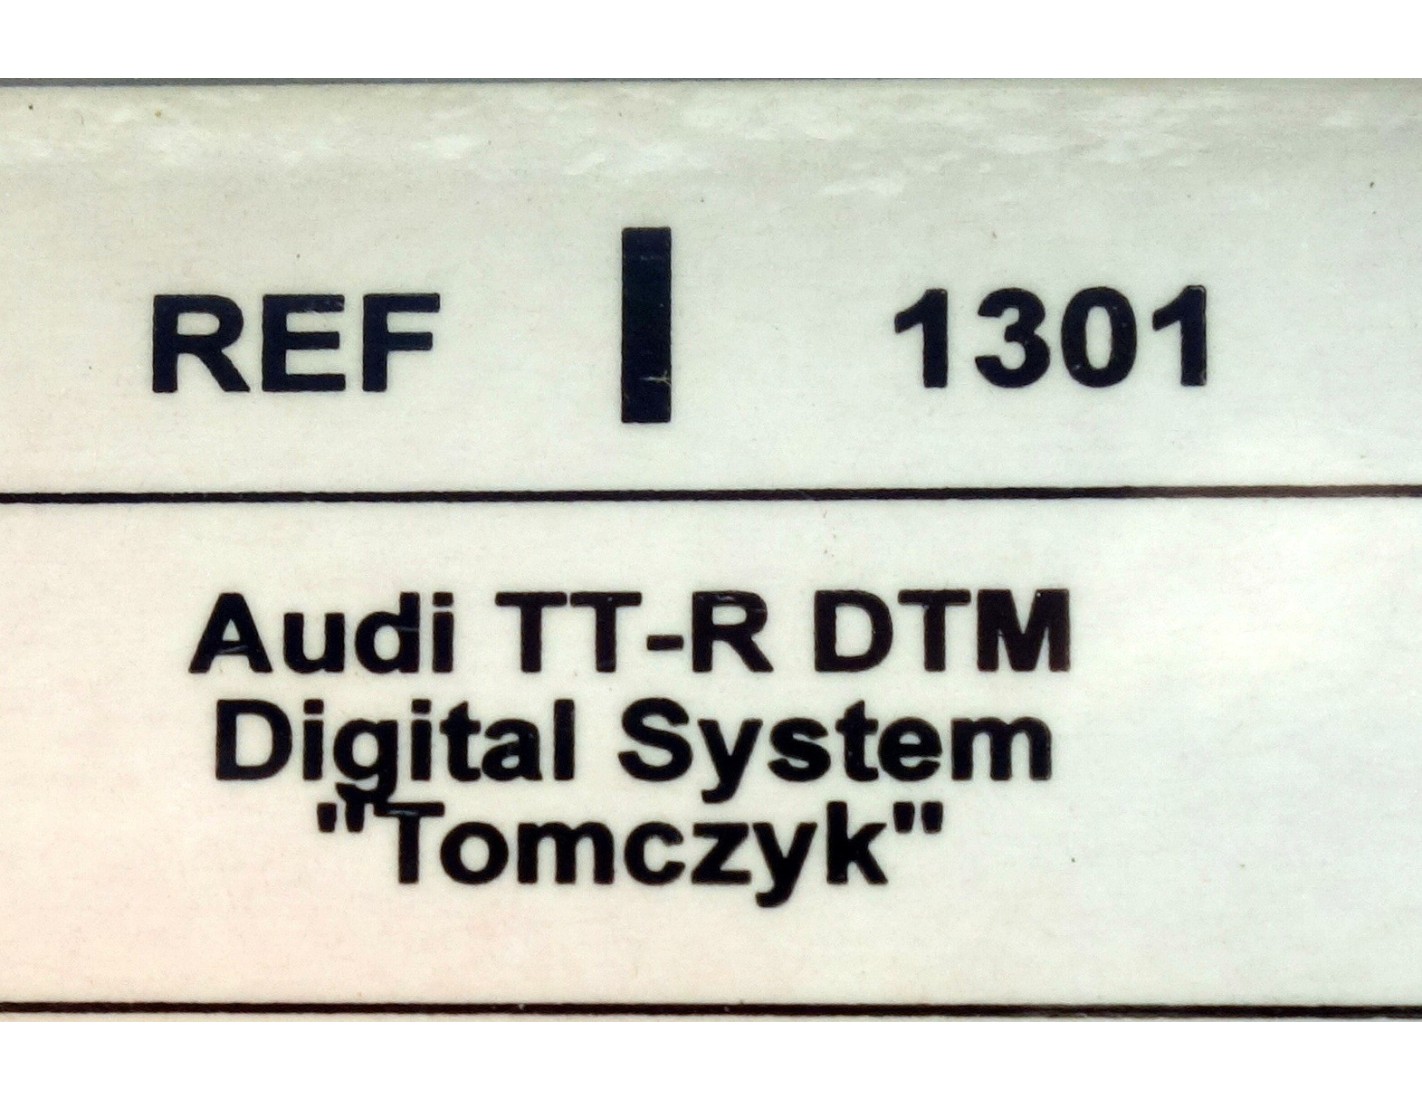 REF | 1301
Audi TT-R DTM
Digital System
"Tomczyk"